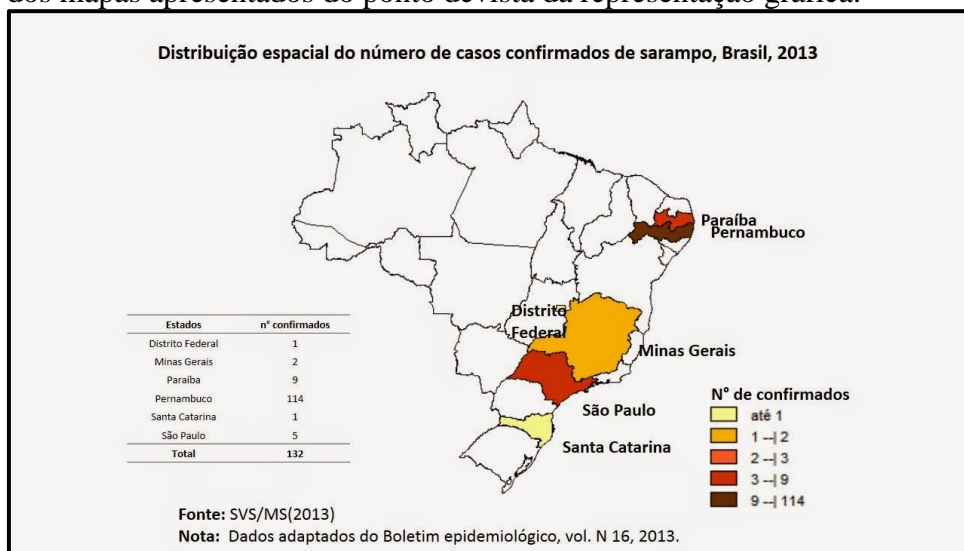 dos mapas apresentados do ponto devista da representação gráfica.
Distribuição espacial do número de casos confirmados de sarampo, Brasil, 2013
Paraíba
Pernambuco
Distrito
Federal
Minas Gerais
São Paulo
Santa Catarina
Estados n° confirmados
Distrito Federal 1
Minas Gerais 2
Paraíba 9
Pernambuco 114
Santa Catarina 1
São Paulo 5
Total 132
N° de confirmados
até 1
1 --| 2
2 --| 3
3 --| 9
9 --| 114
Fonte: SVS/MS(2013)
Nota: Dados adaptados do Boletim epidemiológico, vol. N 16, 2013.